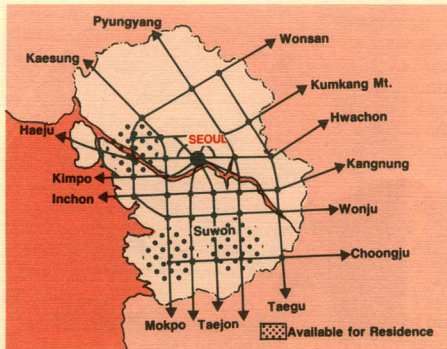 Pyungyang
Wonsan
Kaesung
Kumkang Mt.
Hwachon
Haeju
SEOUL
Kangnung
Kimpo
Inchon
Wonju
Suwon
Choongju
Taegu
Mokpo Taejon
Available for Residence